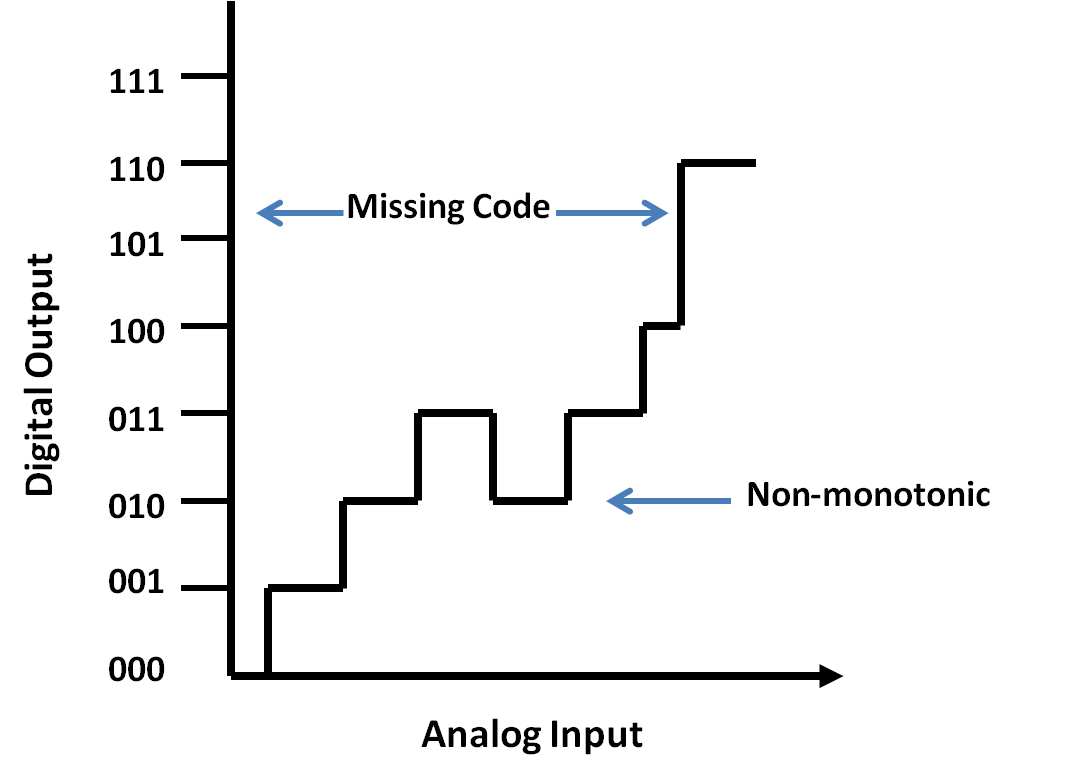 111
110
Missing Code
101
100
011
010
Non-monotonic
001
000
Digital Output
Analog Input